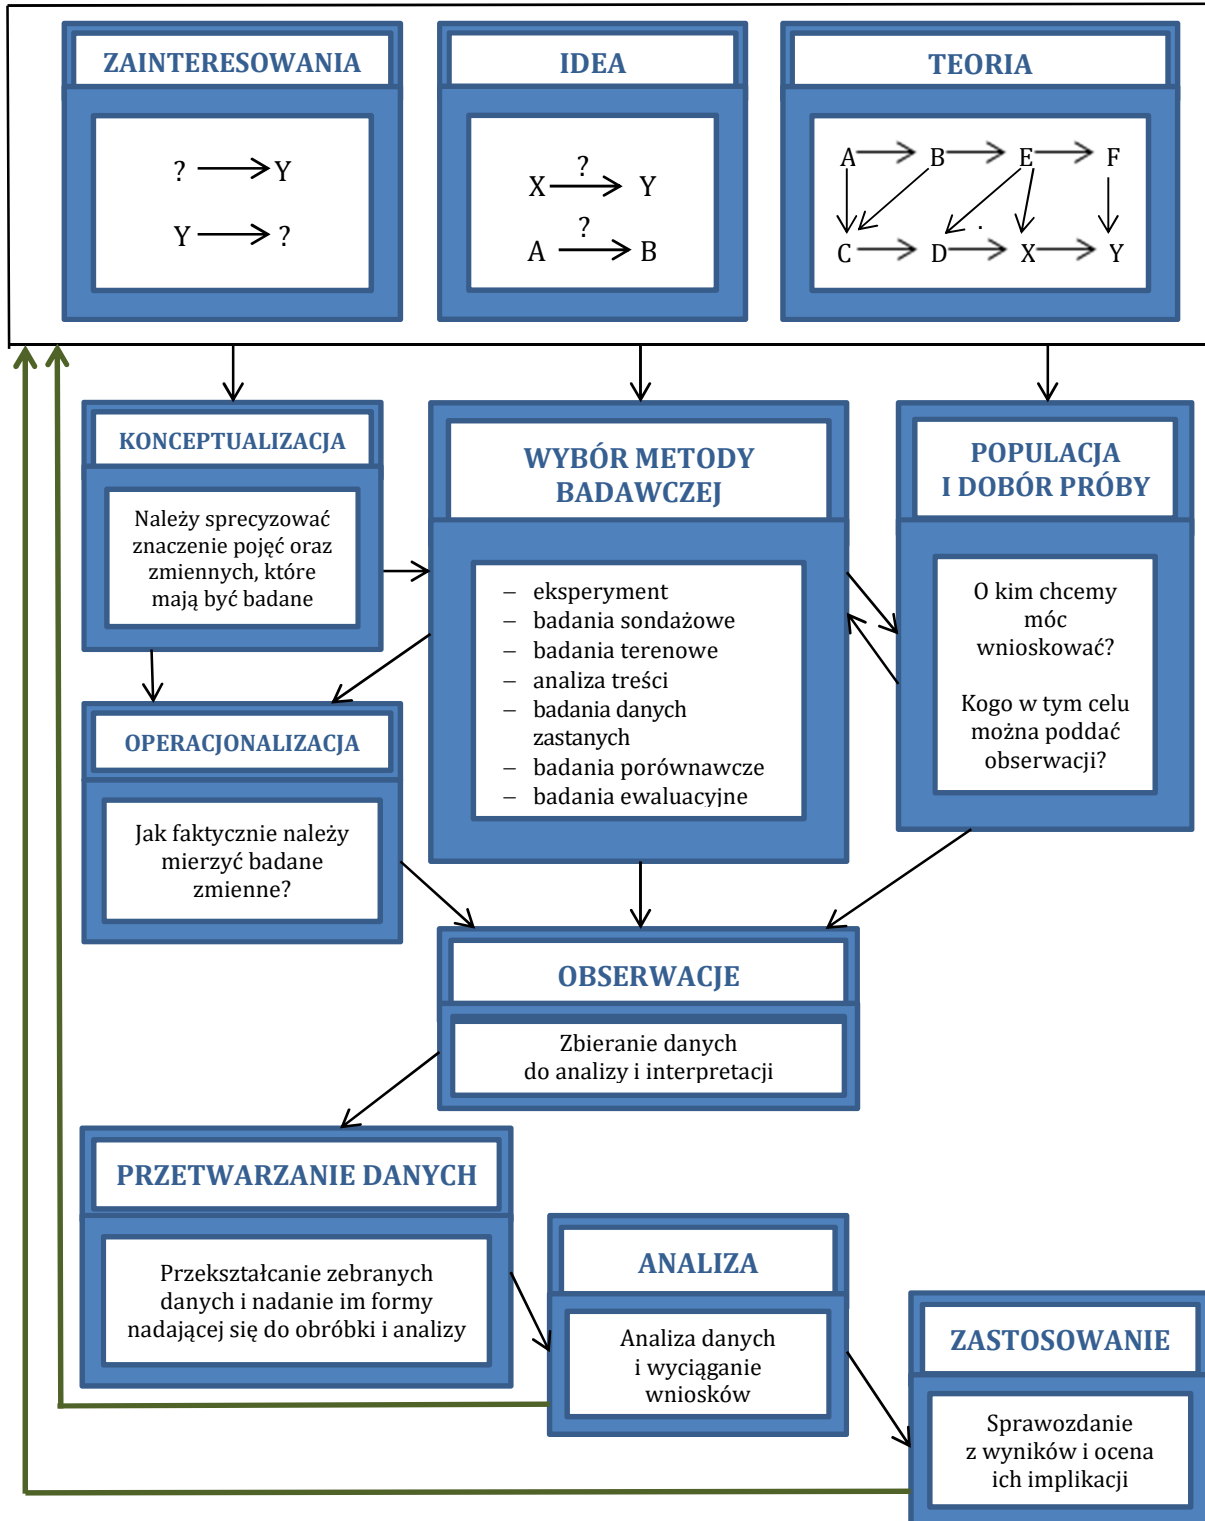 ZAINTERESOWANIA
? Y
Y ?
IDEA
?
X Y
?
A B
TEORIA
A B E F
.
C D X Y
KONCEPTUALIZACJA
Należy sprecyzować
znaczenie pojęć oraz
zmiennych, które
mają być badane
WYBÓR METODY
BADAWCZEJ
– eksperyment
– badania sondażowe
– badania terenowe
– analiza treści
– badania danych
zastanych
– badania porównawcze
– badania ewaluacyjne
POPULACJA
I DOBÓR PRÓBY
O kim chcemy
móc
wnioskować?
Kogo w tym celu
można poddać
obserwacji?
OPERACJONALIZACJA
Jak faktycznie należy
mierzyć badane
zmienne?
OBSERWACJE
Zbieranie danych
do analizy i interpretacji
PRZETWARZANIE DANYCH
Przekształcanie zebranych
danych i nadanie im formy
nadającej się do obróbki i analizy
ANALIZA
Analiza danych
i wyciąganie
wniosków
ZASTOSOWANIE
Sprawozdanie
z wyników i ocena
ich implikacji